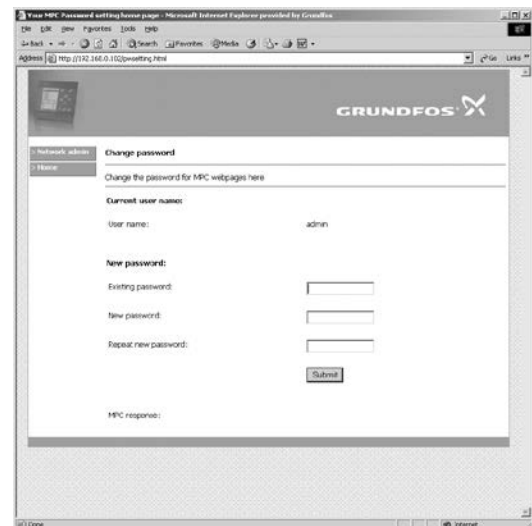 Your MPC Password setting home page - Microsoft Internet Explorer provided by Grundfos
File Edit View Favorites Tools Help
Back Search Favorites Media
Address http://192.168.0.102/pwsetting.html Go Links »
GRUNDFOS
> Network admin
> Home
Change password
Change the password for MPC webpages here
Current user name:
User name: admin
New password:
Existing password:
New password:
Repeat new password:
Submit
MPC response:
Done Internet